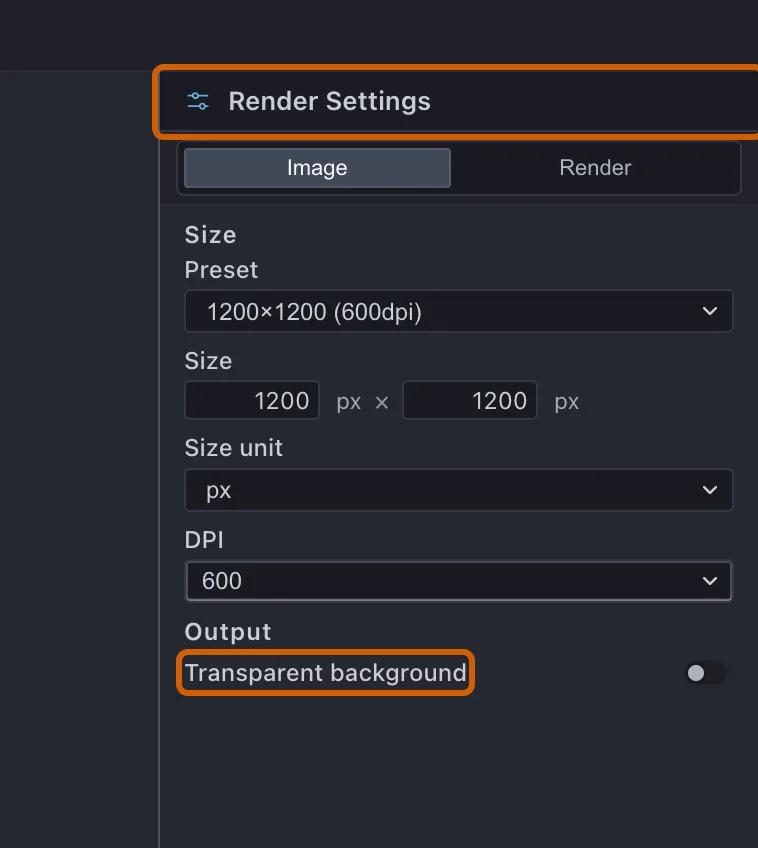 Render Settings
Image Render
Size
Preset
1200×1200 (600dpi)
Size
1200 px × 1200 px
Size unit
px
DPI
600
Output
Transparent background